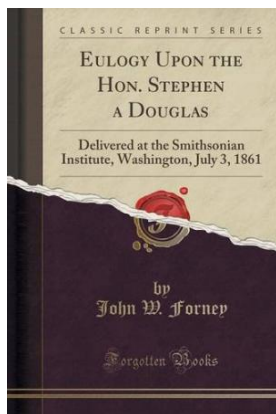 CLASSIC REPRINT SERIES
EULOGY UPON THE
HON. STEPHEN
A DOUGLAS
Delivered at the Smithsonian
Institute, Washington, July 3, 1861
by
John W. Forney
Forgotten Books